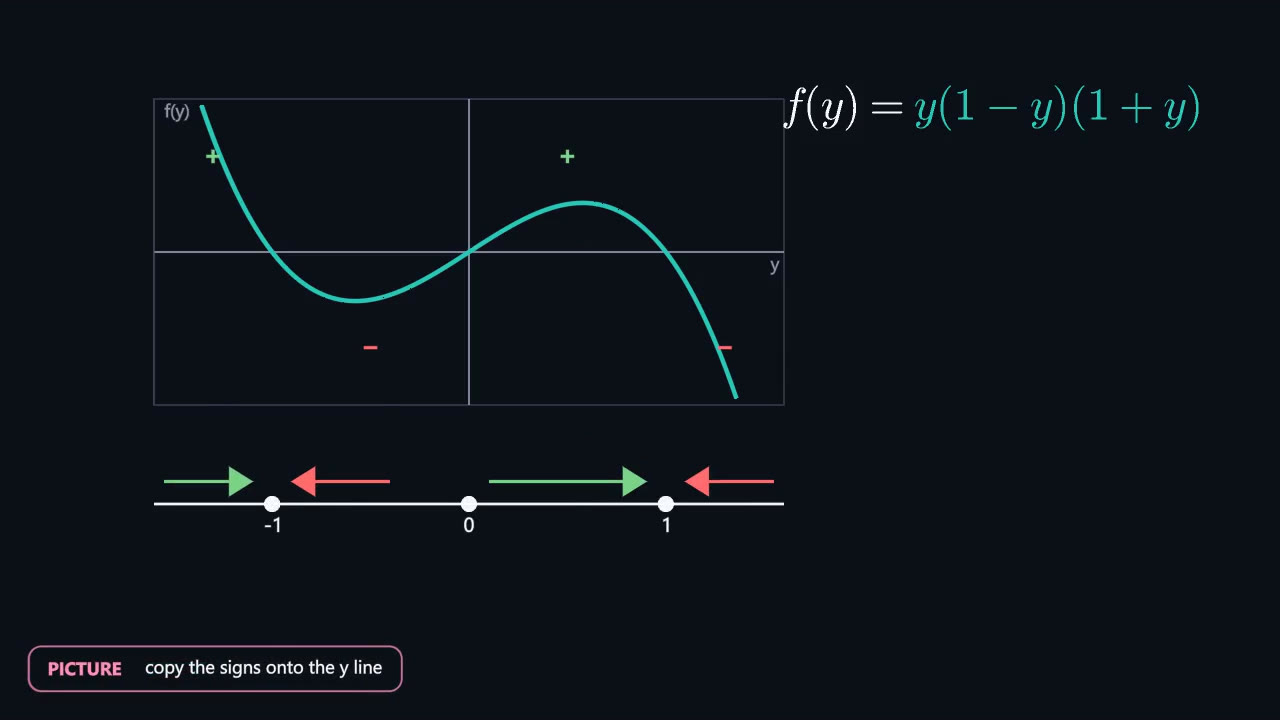 f(y)
f(y) = y(1 − y)(1 + y)
+ +
y
− −
-1 0 1
PICTURE copy the signs onto the y line